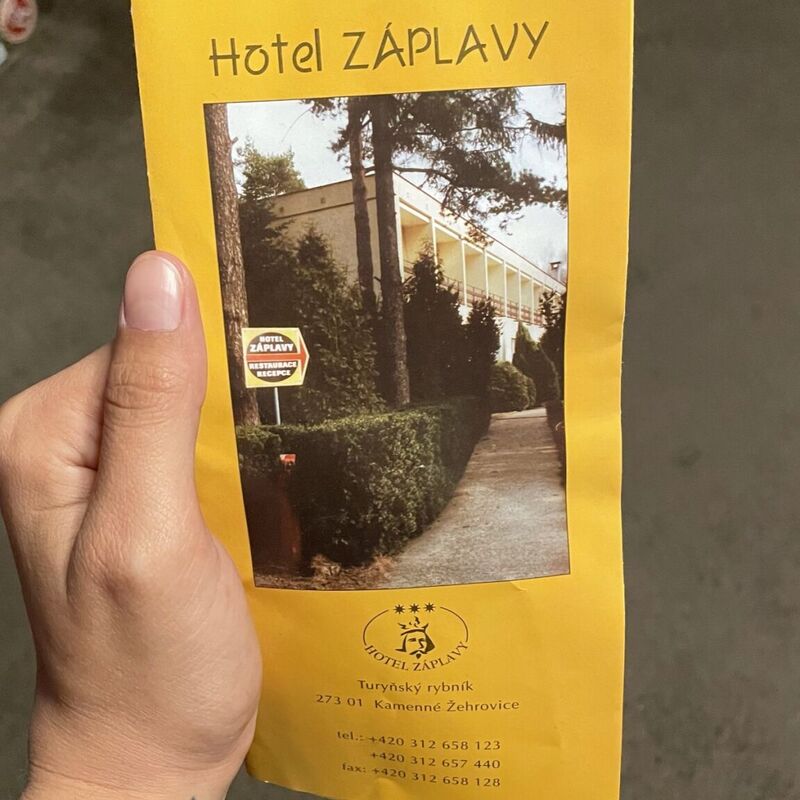 Hotel ZÁPLAVY
HOTEL
ZÁPLAVY
RESTAURACE
RECEPCE
HOTEL ZÁPLAVY
Turyňský rybník
273 01 Kamenné Žehrovice
tel.: +420 312 658 123
+420 312 657 440
fax: +420 312 658 128